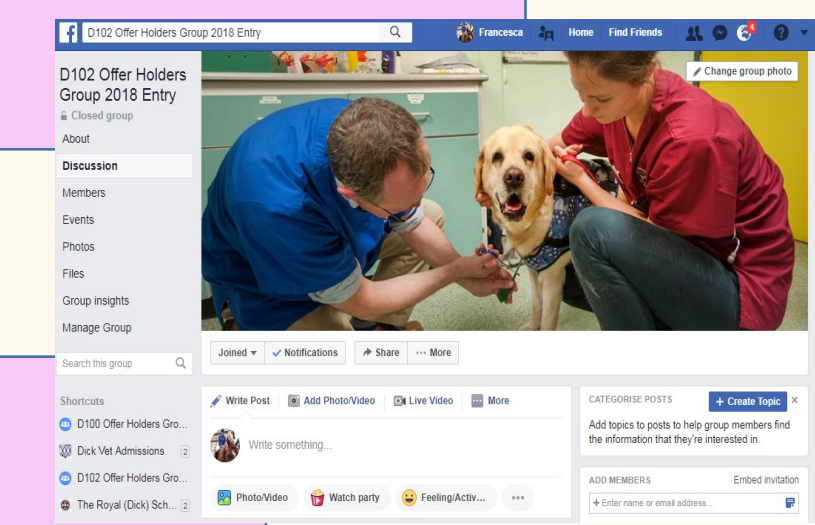 f
D102 Offer Holders Group 2018 Entry
Francesca
Home
Find Friends
4
?
D102 Offer Holders
Group 2018 Entry
Closed group
About
Discussion
Members
Events
Photos
Files
Group insights
Manage Group
Search this group
Shortcuts
D100 Offer Holders Gro...
Dick Vet Admissions 2
D102 Offer Holders Gro...
The Royal (Dick) Sch... 2
Change group photo
Joined
Notifications
Share
More
Write Post
Add Photo/Video
Live Video
More
Write something...
Photo/Video
Watch party
Feeling/Activ...
CATEGORISE POSTS
+ Create Topic ×
Add topics to posts to help group members find
the information that they're interested in.
ADD MEMBERS
Embed invitation
+ Enter name or email address...